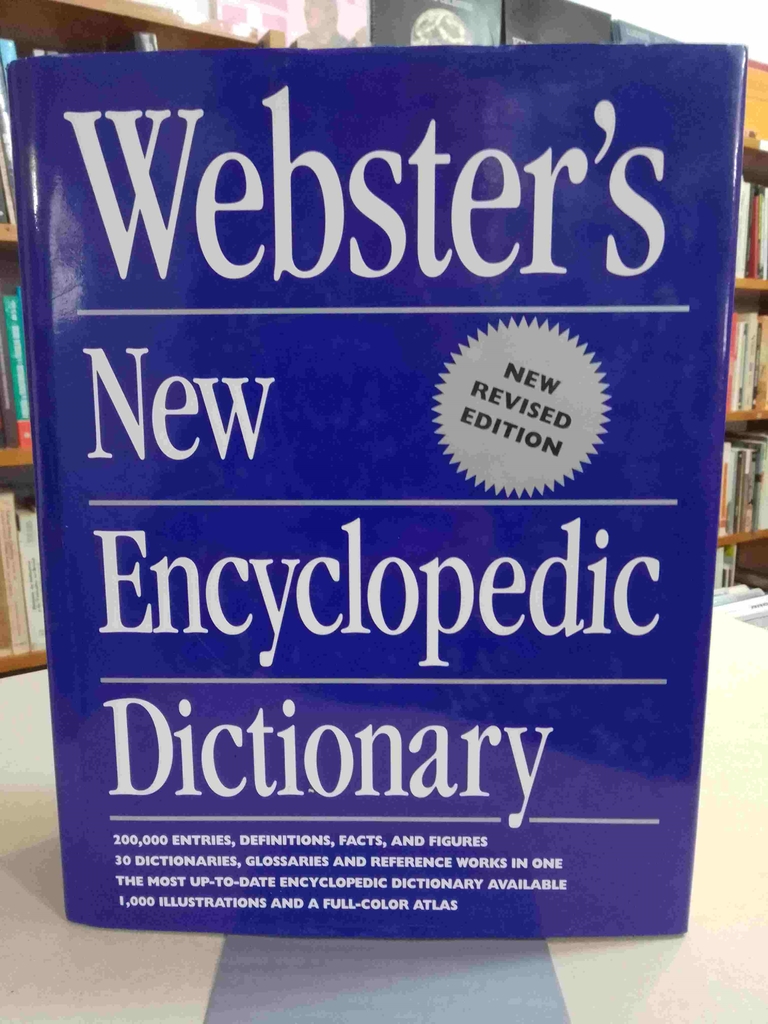 Webster's
New
NEW
REVISED
EDITION
Encyclopedic
Dictionary
200,000 ENTRIES, DEFINITIONS, FACTS, AND FIGURES
30 DICTIONARIES, GLOSSARIES AND REFERENCE WORKS IN ONE
THE MOST UP-TO-DATE ENCYCLOPEDIC DICTIONARY AVAILABLE
1,000 ILLUSTRATIONS AND A FULL-COLOR ATLAS